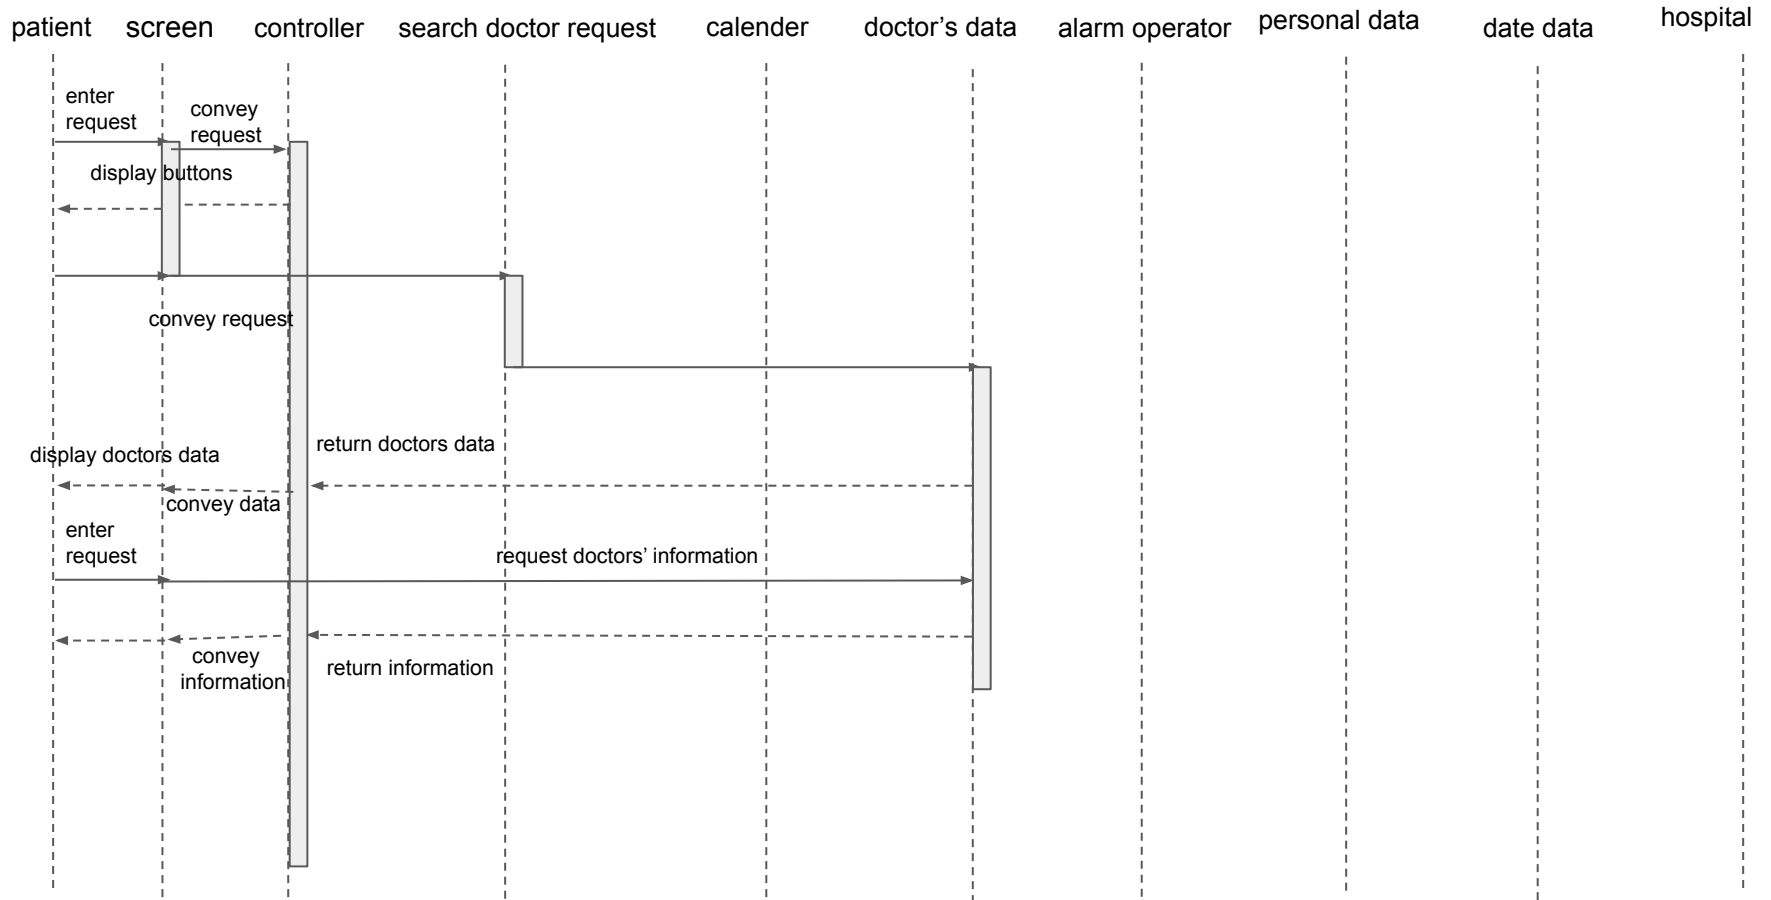 patient
screen
controller
search doctor request
calender
doctor's data
alarm operator
personal data
date data
hospital
enter
request
convey
request
display buttons
convey request
return doctors data
display doctors data
convey data
enter
request
request doctors' information
convey
information
return information